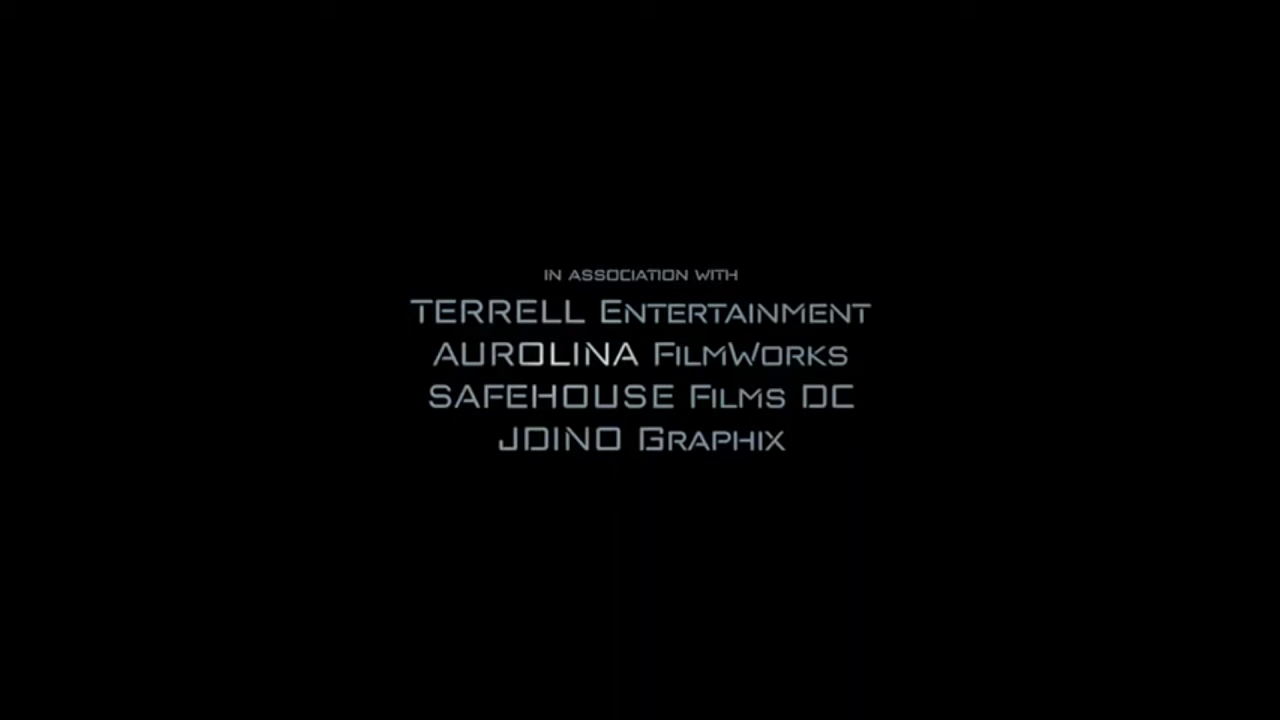 IN ASSOCIATION WITH
TERRELL ENTERTAINMENT
AUROLINA FILMWORKS
SAFEHOUSE FILMS DC
JDINO GRAPHIX